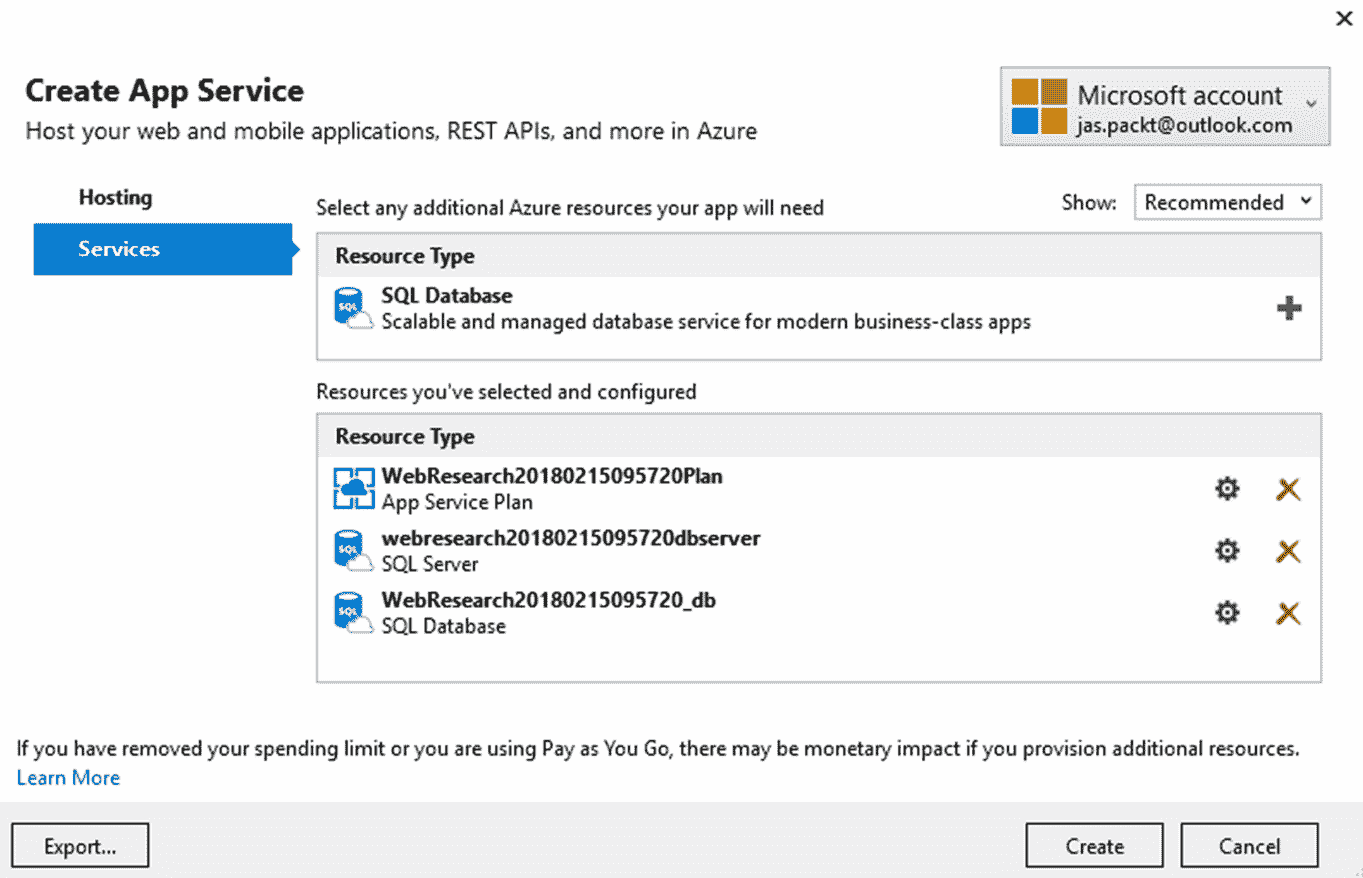 Create App Service
Host your web and mobile applications, REST APIs, and more in Azure
Microsoft account
jas.packt@outlook.com
Hosting
Services
Select any additional Azure resources your app will need
Show:
Recommended
Resource Type
SQL
SQL Database
Scalable and managed database service for modern business-class apps
Resources you've selected and configured
Resource Type
WebResearch20180215095720Plan
App Service Plan
SQL
webresearch20180215095720dbserver
SQL Server
SQL
WebResearch20180215095720_db
SQL Database
If you have removed your spending limit or you are using Pay as You Go, there may be monetary impact if you provision additional resources.
Learn More
Export...
Create
Cancel